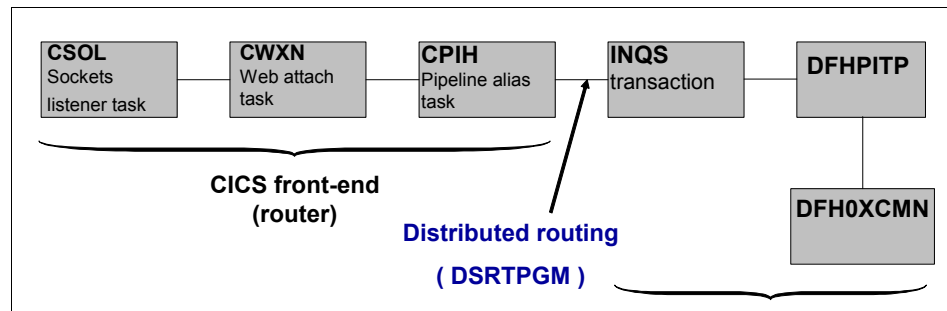 CSOL
Sockets
listener task
CWXN
Web attach
task
CPIH
Pipeline alias
task
INQS
transaction
DFHPITP
DFH0XCMN
CICS front-end
(router)
Distributed routing
( DSRTPGM )